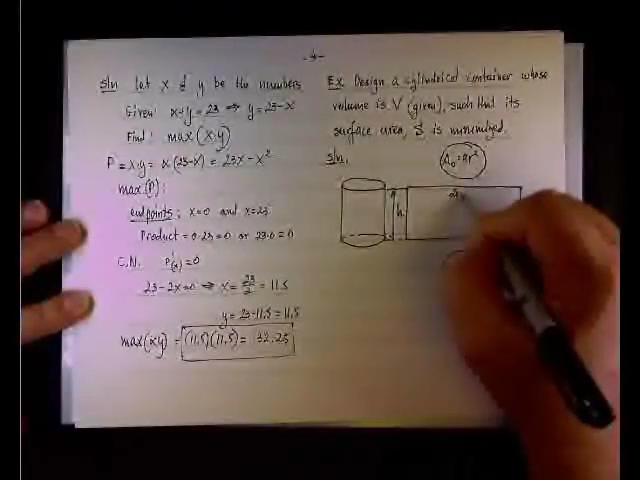 -4-
Sln let x & y be the numbers
Given: x+y = 23 ⟹ y = 23-x
Find: max(x·y)
P = x·y = x(23-x) = 23x - x²
max(P):
endpoints: x=0 and x=23
Product = 0·23=0 or 23·0=0
C.N. P'(x)=0
23-2x=0 ⟹ x = 23/2 = 11.5
y = 23-11.5 = 11.5
max(xy) = (11.5)(11.5) = 132.25
Ex. Design a cylindrical container whose
volume is V (given), such that its
surface area, S is minimized.
Sln.
A₀ = πr²
h